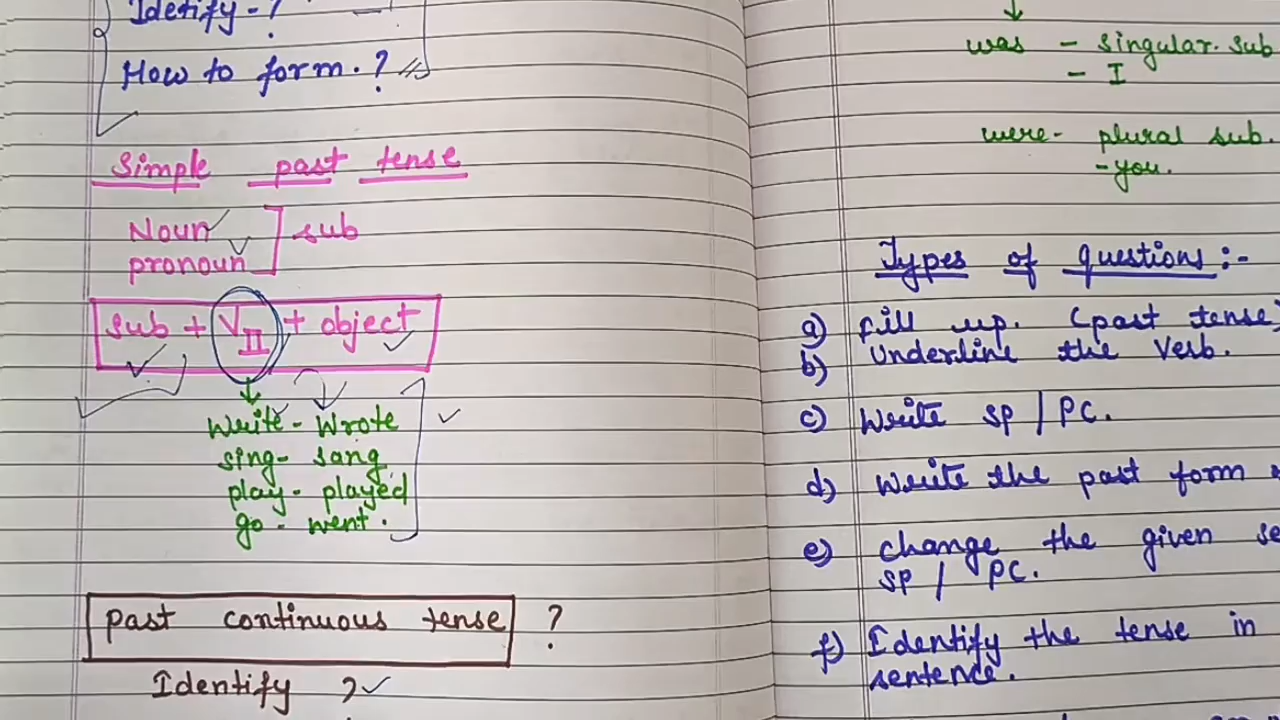 Idetify - ?
How to form. ?
Simple past tense
Noun
pronoun
sub
sub + V II + object
Write - Wrote
sing - sang
play - played
go - went.
past continuous tense ?
Identify ?
was - singular. sub
- I
were - plural sub.
- you.
Types of questions :-
a) fill up. (past tense)
b) Underline the verb.
c) Write sp / PC.
d) Write the past form
e) change the given se
sp / PC.
f) Identify the tense in
sentence.